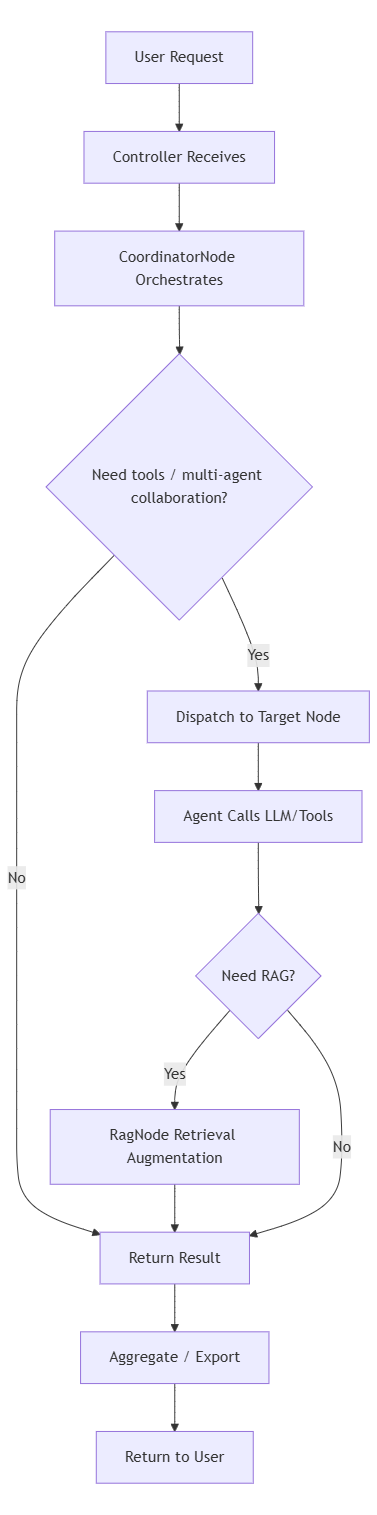 User Request
Controller Receives
CoordinatorNode
Orchestrates
Need tools / multi-agent
collaboration?
Yes
Dispatch to Target Node
Agent Calls LLM/Tools
No
Need RAG?
Yes
RagNode Retrieval
Augmentation
No
Return Result
Aggregate / Export
Return to User